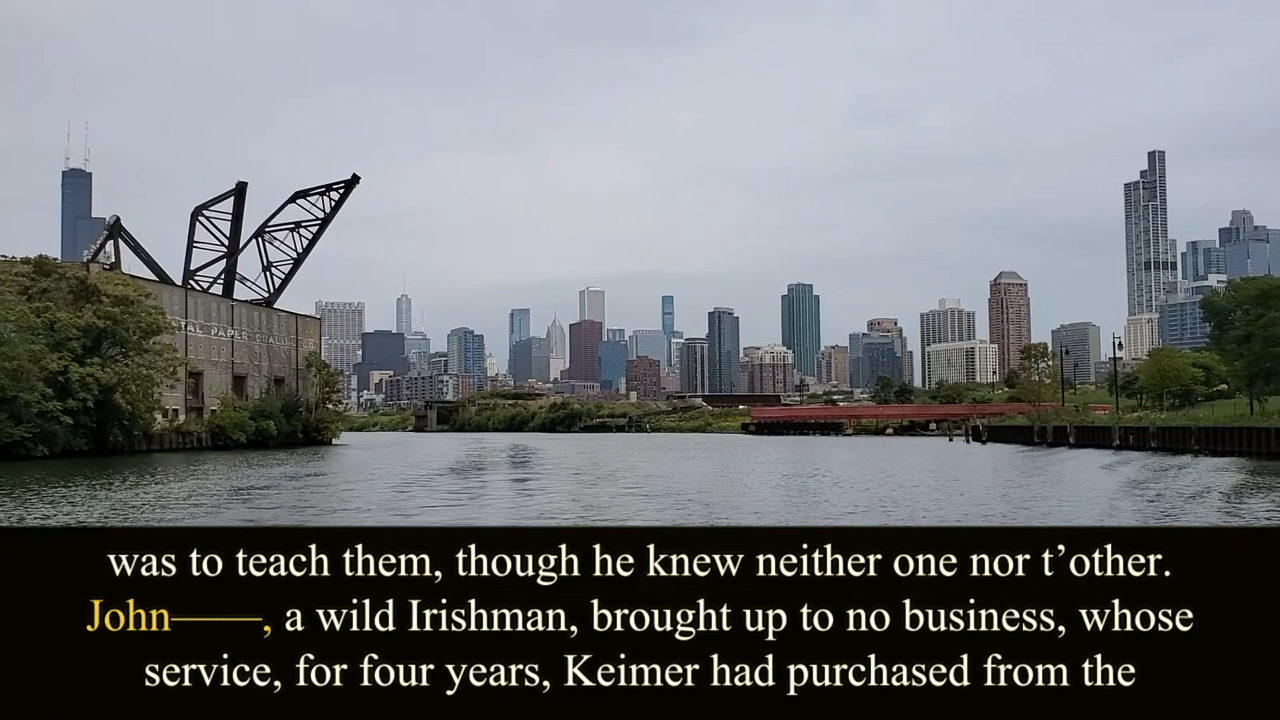 PAPER
was to teach them, though he knew neither one nor t’other.
John——, a wild Irishman, brought up to no business, whose
service, for four years, Keimer had purchased from the